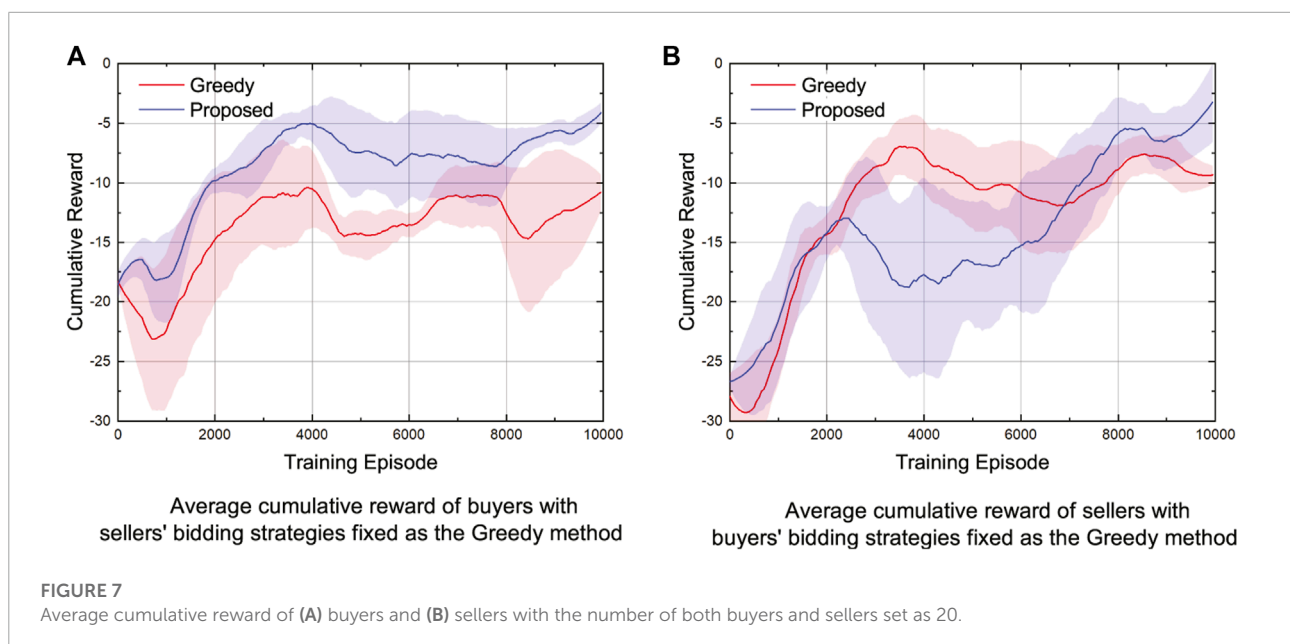 A
Greedy
Proposed
0
-5
-10
-15
-20
-25
-30
Cumulative Reward
0
2000
4000
6000
8000
10000
Training Episode
Average cumulative reward of buyers with
sellers' bidding strategies fixed as the Greedy method
B
Greedy
Proposed
0
-5
-10
-15
-20
-25
-30
Cumulative Reward
0
2000
4000
6000
8000
10000
Training Episode
Average cumulative reward of sellers with
buyers' bidding strategies fixed as the Greedy method
FIGURE 7
Average cumulative reward of (A) buyers and (B) sellers with the number of both buyers and sellers set as 20.